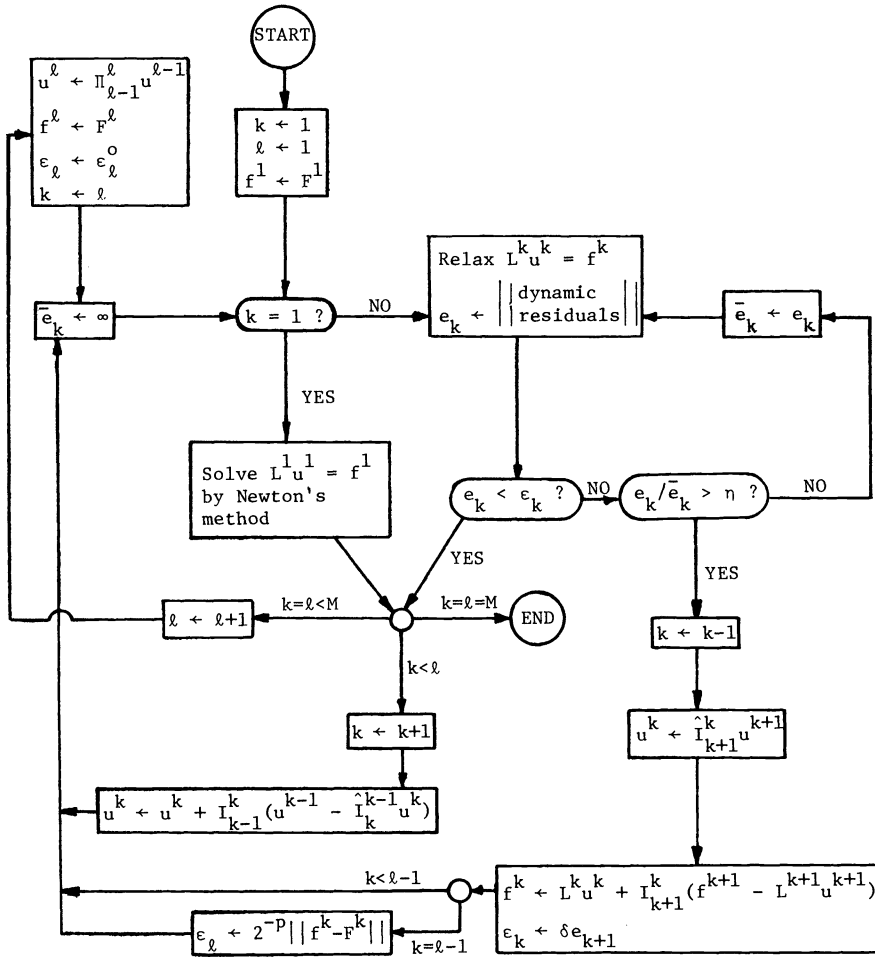 START
u^ℓ ← Π^ℓ_{ℓ-1} u^{ℓ-1}
f^ℓ ← F^ℓ
ε_ℓ ← ε^o_ℓ
k ← ℓ
k ← 1
ℓ ← 1
f^1 ← F^1
ē_k ← ∞
k = 1 ?
NO
Relax L^k u^k = f^k
e_k ← ||dynamic
residuals||
ē_k ← e_k
YES
Solve L^1 u^1 = f^1
by Newton's
method
e_k < ε_k ?
NO
e_k/ē_k > η ?
NO
YES
YES
ℓ ← ℓ+1
k=ℓ<M
k=ℓ=M
END
k ← k-1
k<ℓ
k ← k+1
u^k ← Î^k_{k+1} u^{k+1}
u^k ← u^k + I^k_{k-1}(u^{k-1} - Î^{k-1}_k u^k)
k<ℓ-1
f^k ← L^k u^k + I^k_{k+1}(f^{k+1} - L^{k+1} u^{k+1})
ε_k ← δe_{k+1}
ε_ℓ ← 2^{-p}||f^k-F^k||
k=ℓ-1